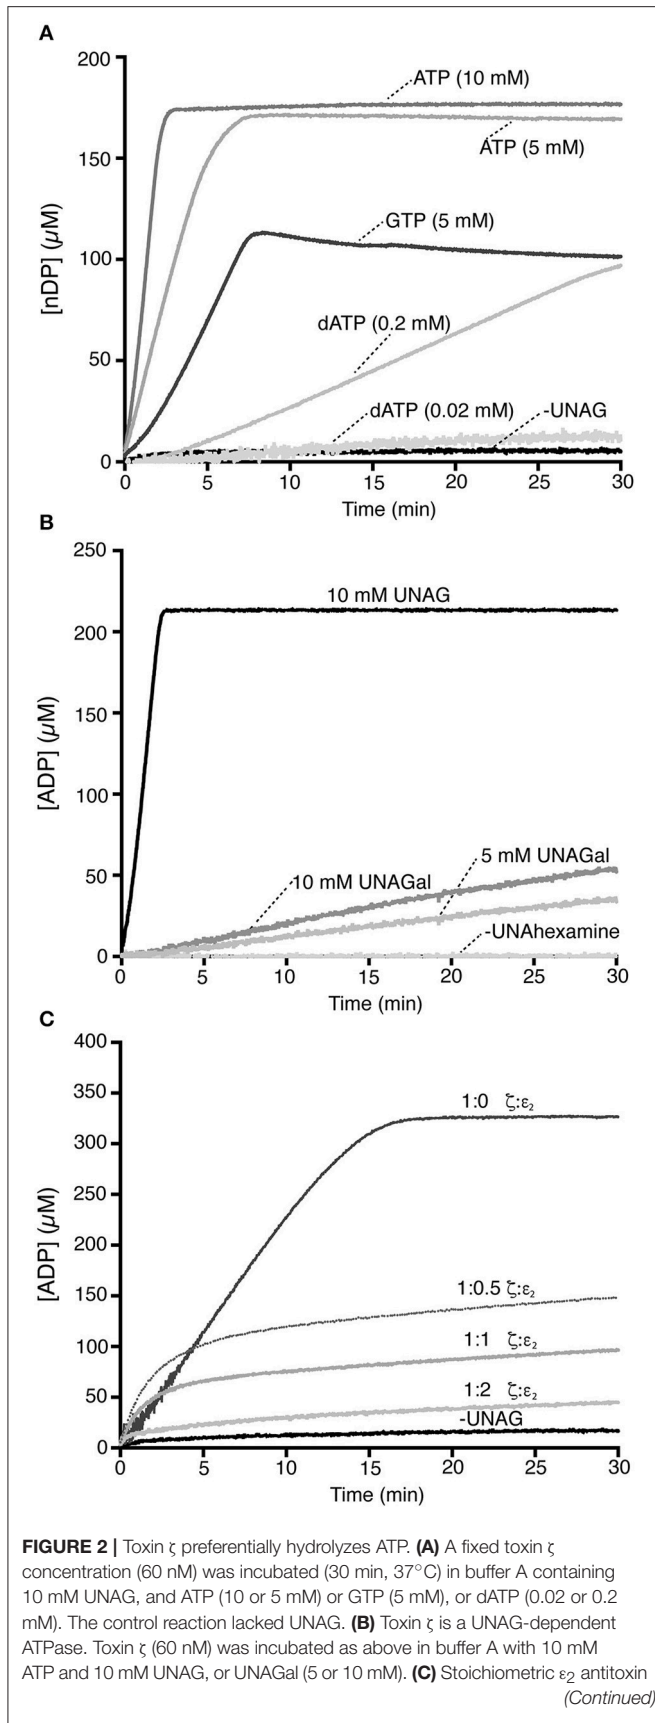 A
200
150
100
50
0
[nDP] (µM)
ATP (10 mM)
ATP (5 mM)
GTP (5 mM)
dATP (0.2 mM)
dATP (0.02 mM)
-UNAG
0 5 10 15 20 25 30
Time (min)
B
250
200
150
100
50
0
[ADP] (µM)
10 mM UNAG
5 mM UNAGal
10 mM UNAGal
-UNAhexamine
0 5 10 15 20 25 30
Time (min)
C
400
350
300
250
200
150
100
50
0
[ADP] (µM)
1:0 ζ:ε₂
1:0.5 ζ:ε₂
1:1 ζ:ε₂
1:2 ζ:ε₂
-UNAG
0 5 10 15 20 25 30
Time (min)
FIGURE 2 | Toxin ζ preferentially hydrolyzes ATP. (A) A fixed toxin ζ
concentration (60 nM) was incubated (30 min, 37°C) in buffer A containing
10 mM UNAG, and ATP (10 or 5 mM) or GTP (5 mM), or dATP (0.02 or 0.2
mM). The control reaction lacked UNAG. (B) Toxin ζ is a UNAG-dependent
ATPase. Toxin ζ (60 nM) was incubated as above in buffer A with 10 mM
ATP and 10 mM UNAG, or UNAGal (5 or 10 mM). (C) Stoichiometric ε₂ antitoxin
(Continued)